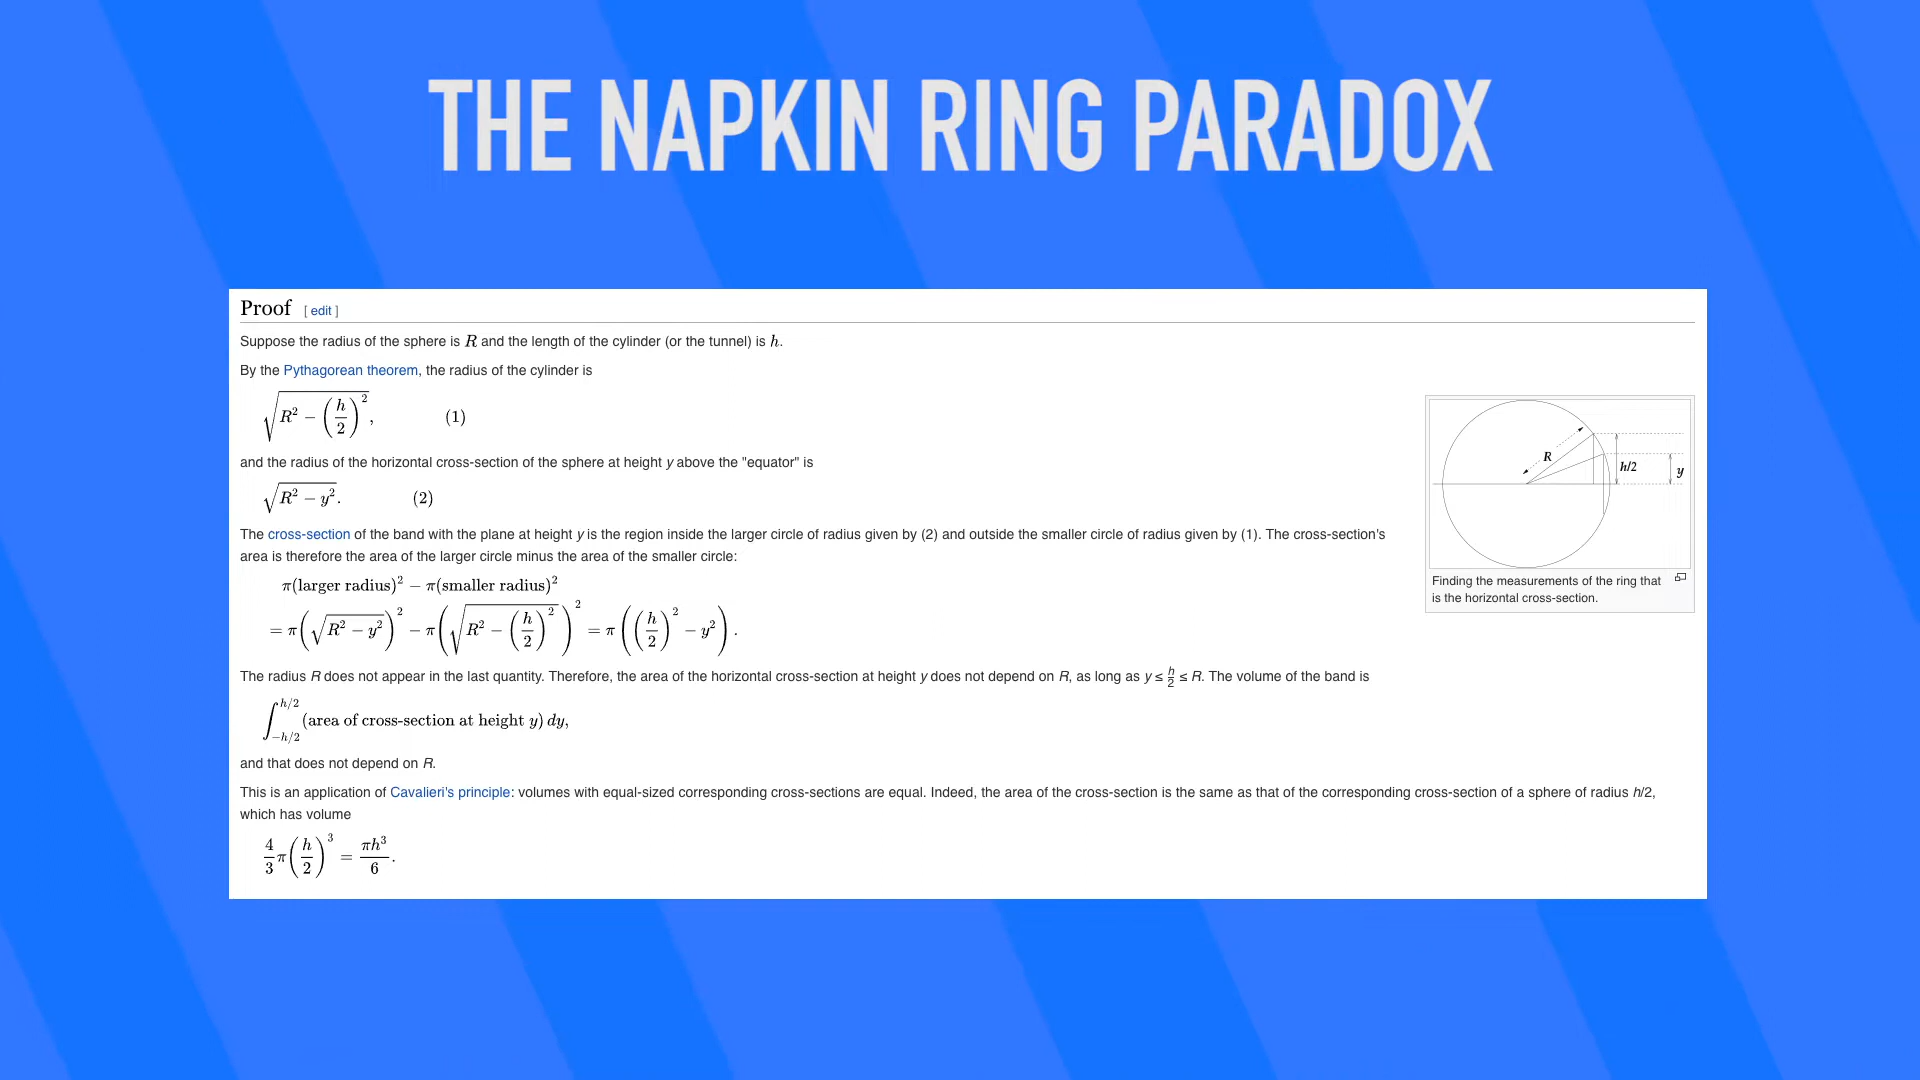 THE NAPKIN RING PARADOX
Proof [ edit ]
Suppose the radius of the sphere is R and the length of the cylinder (or the tunnel) is h.
By the Pythagorean theorem, the radius of the cylinder is
√(R² − (h/2)²), (1)
and the radius of the horizontal cross-section of the sphere at height y above the "equator" is
√(R² − y²). (2)
The cross-section of the band with the plane at height y is the region inside the larger circle of radius given by (2) and outside the smaller circle of radius given by (1). The cross-section's
area is therefore the area of the larger circle minus the area of the smaller circle:
π(larger radius)² − π(smaller radius)²
= π(√(R² − y²))² − π(√(R² − (h/2)²))² = π((h/2)² − y²).
R
h/2
y
Finding the measurements of the ring that
is the horizontal cross-section.
The radius R does not appear in the last quantity. Therefore, the area of the horizontal cross-section at height y does not depend on R, as long as y ≤ h/2 ≤ R. The volume of the band is
∫_{−h/2}^{h/2} (area of cross-section at height y) dy,
and that does not depend on R.
This is an application of Cavalieri's principle: volumes with equal-sized corresponding cross-sections are equal. Indeed, the area of the cross-section is the same as that of the corresponding cross-section of a sphere of radius h/2,
which has volume
4/3 π(h/2)³ = πh³/6.